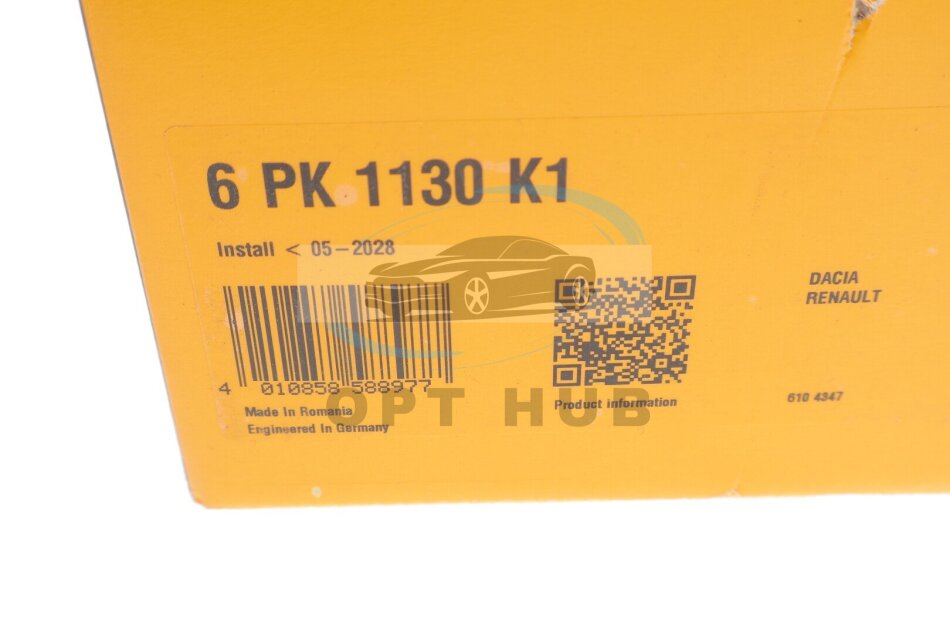 6 PK 1130 K1
Install < 05-2028
DACIA
RENAULT
4 010858 588977
Made In Romania
Engineered In Germany
Product information
610 4347
OPT HUB